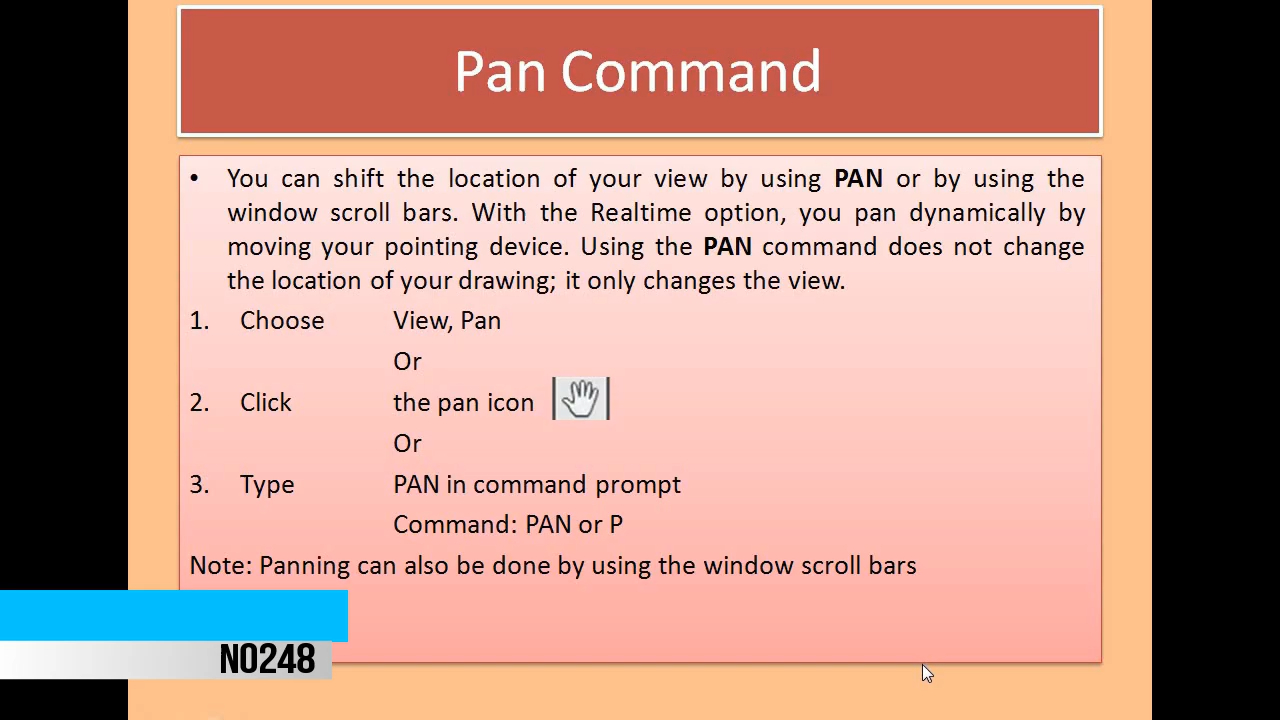 Pan Command
• You can shift the location of your view by using PAN or by using the
window scroll bars. With the Realtime option, you pan dynamically by
moving your pointing device. Using the PAN command does not change
the location of your drawing; it only changes the view.
1. Choose View, Pan
Or
2. Click the pan icon
Or
3. Type PAN in command prompt
Command: PAN or P
Note: Panning can also be done by using the window scroll bars
NO248